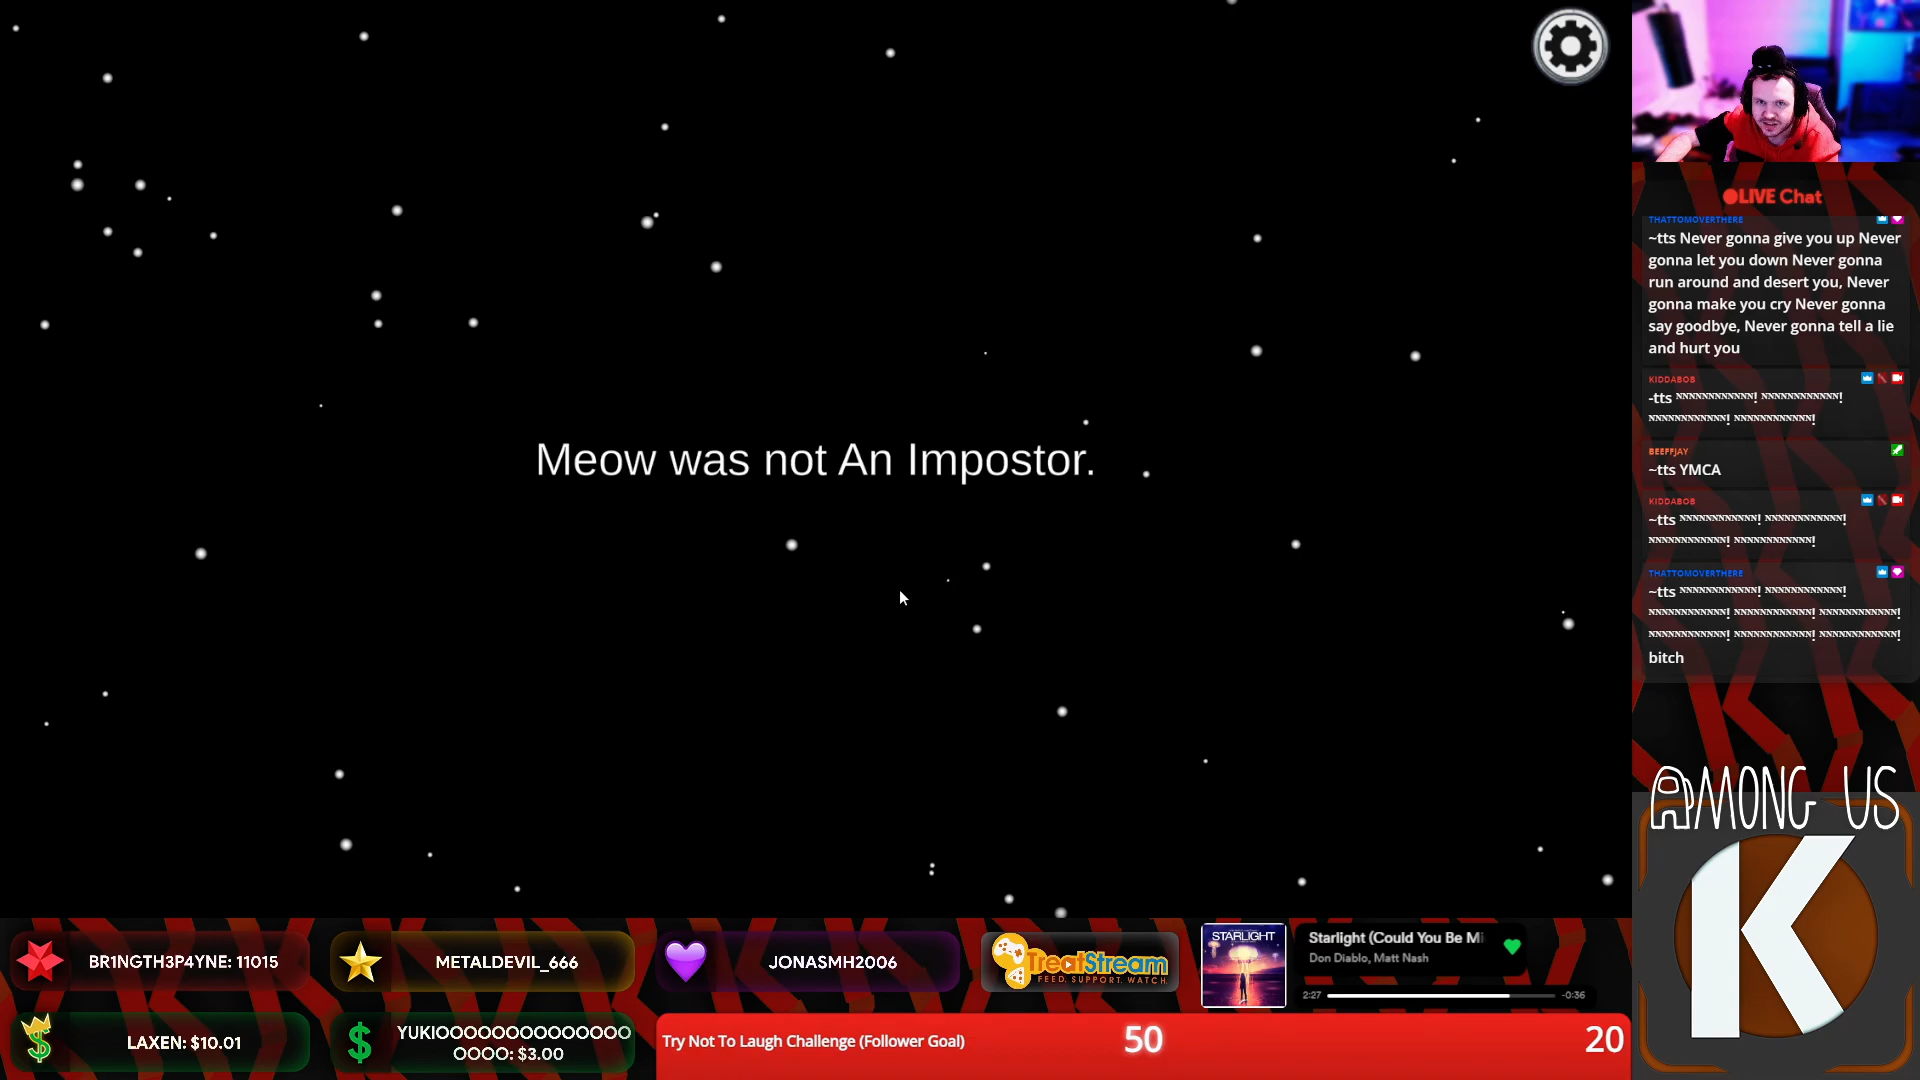 Meow was not An Impostor.
LIVE Chat
THATTOMOVERTHERE
~tts Never gonna give you up Never
gonna let you down Never gonna
run around and desert you, Never
gonna make you cry Never gonna
say goodbye, Never gonna tell a lie
and hurt you
KIDDABOB
-tts
BEEFFJAY
~tts YMCA
KIDDABOB
~tts
THATTOMOVERTHERE
~tts
bitch
AMONG US
K
BR1NGTH3P4YNE: 11015
METALDEVIL_666
JONASMH2006
TreatStream
FEED. SUPPORT. WATCH.
STARLIGHT
Starlight (Could You Be Mi
Don Diablo, Matt Nash
2:27
-0:36
LAXEN: $10.01
YUKIOOOOOOOOOOOOOOO
OOOO: $3.00
Try Not To Laugh Challenge (Follower Goal)
50
20